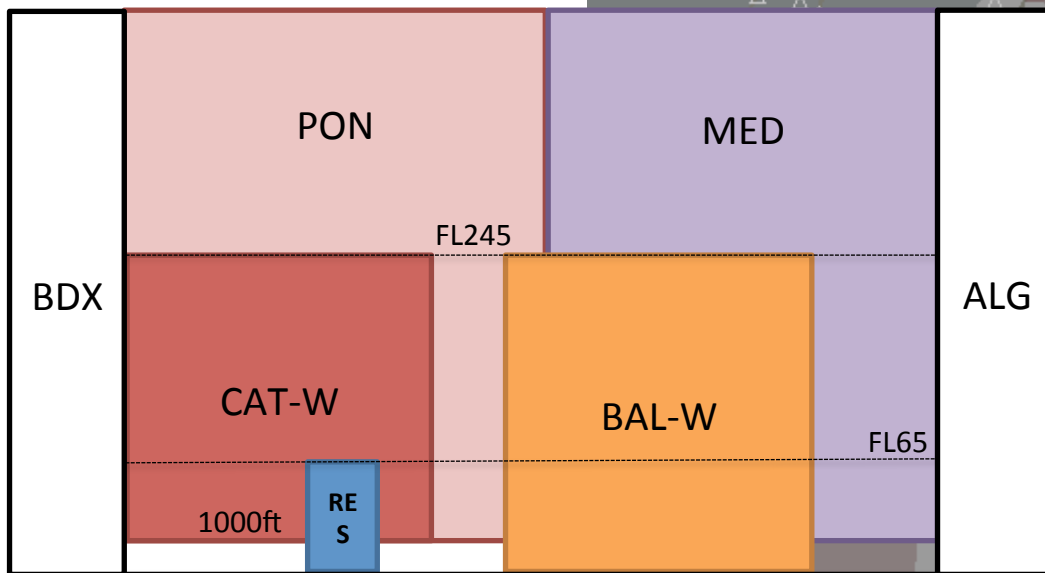 PON
MED
FL245
BDX
ALG
CAT-W
BAL-W
FL65
RE
S
1000ft